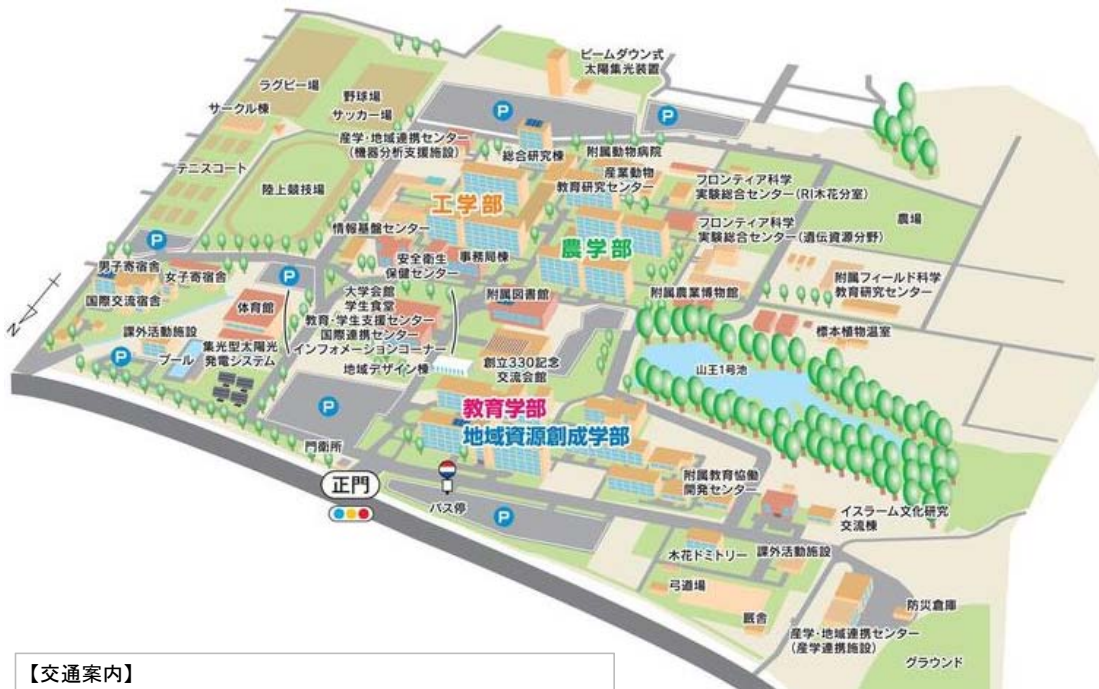 ビームダウン式
太陽集光装置
ラグビー場
野球場
サッカー場
サークル棟
P
P
産学・地域連携センター
(機器分析支援施設)
総合研究棟
附属動物病院
テニスコート
陸上競技場
産業動物
教育研究センター
フロンティア科学
実験総合センター(RI木花分室)
工学部
農場
情報基盤センター
農学部
フロンティア科学
実験総合センター(遺伝資源分野)
P
安全衛生
保健センター
事務局棟
男子寄宿舎
女子寄宿舎
P
附属フィールド科学
教育研究センター
国際交流宿舎
体育館
大学会館
学生食堂
教育・学生支援センター
国際連携センター
インフォメーションコーナー
附属図書館
附属農業博物館
N
課外活動施設
標本植物温室
P
プール
集光型太陽光
発電システム
地域デザイン棟
創立330記念
交流会館
山王1号池
P
教育学部
地域資源創成学部
門衛所
正門
バス停
P
附属教育協働
開発センター
イスラーム文化研究
交流棟
木花ドミトリー
課外活動施設
弓道場
厩舎
防災倉庫
産学・地域連携センター
(産学連携施設)
グラウンド
【交通案内】